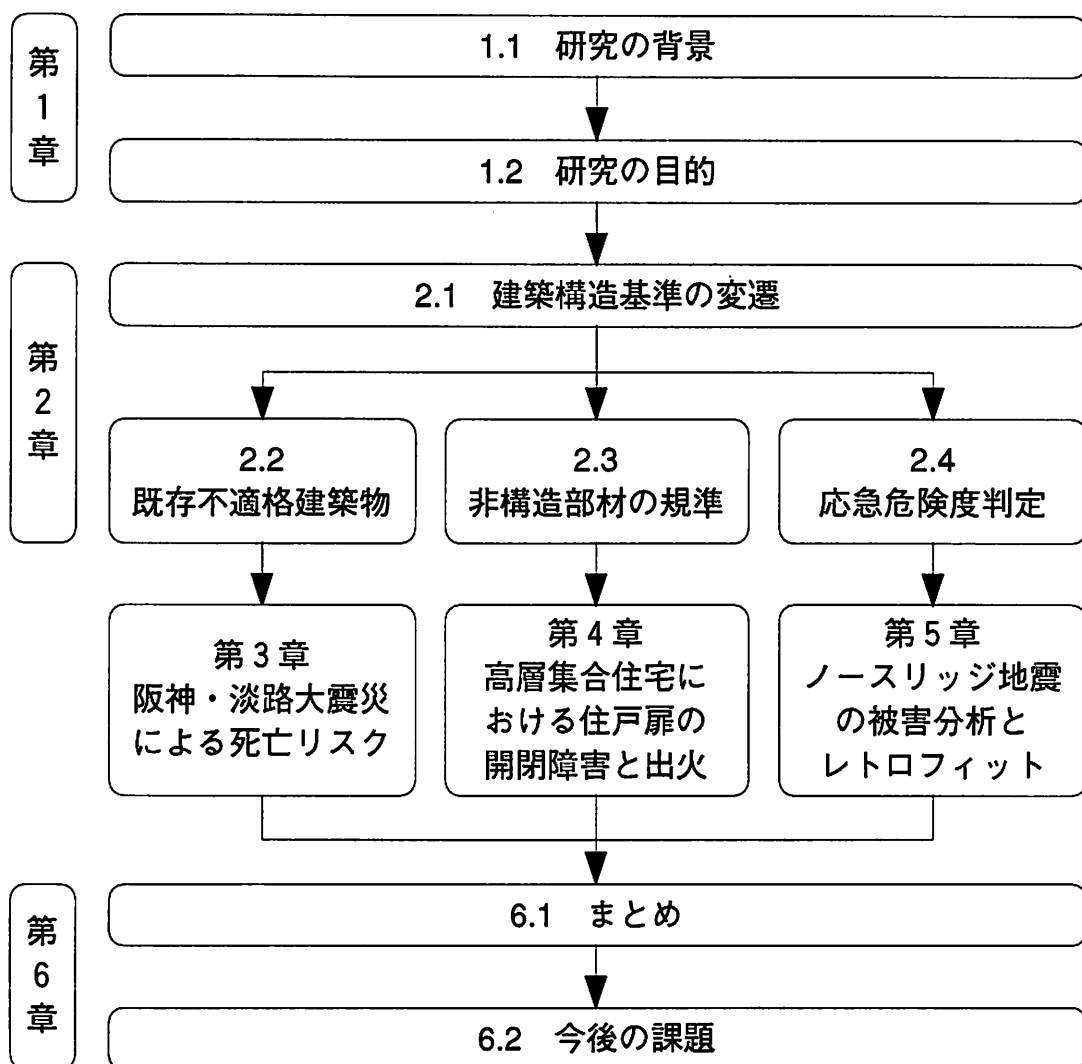 第
1
章
1.1 研究の背景
1.2 研究の目的
第
2
章
2.1 建築構造基準の変遷
2.2
既存不適格建築物
2.3
非構造部材の規準
2.4
応急危険度判定
第3章
阪神・淡路大震災
による死亡リスク
第4章
高層集合住宅に
おける住戸扉の
開閉障害と出火
第5章
ノースリッジ地震
の被害分析と
レトロフィット
第
6
章
6.1 まとめ
6.2 今後の課題